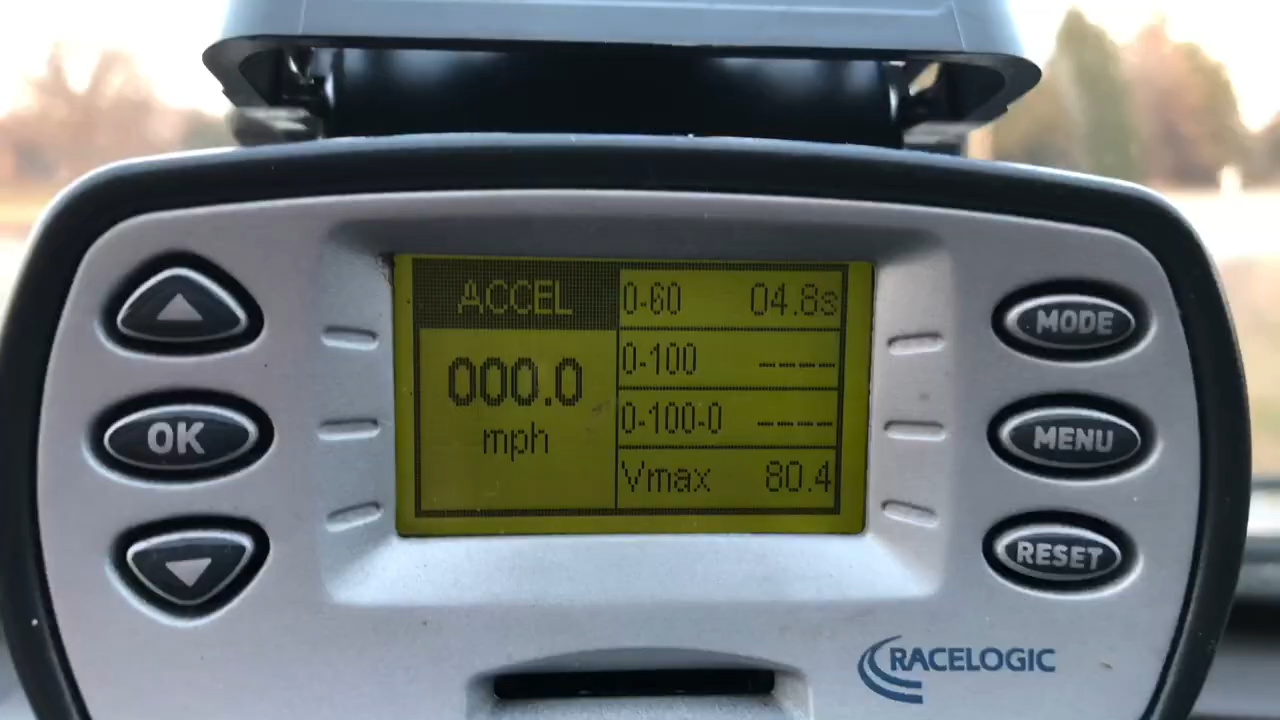 ACCEL
000.0
mph
0-60 04.8s
0-100 ----
0-100-0 ----
Vmax 80.4
OK
MODE
MENU
RESET
RACELOGIC